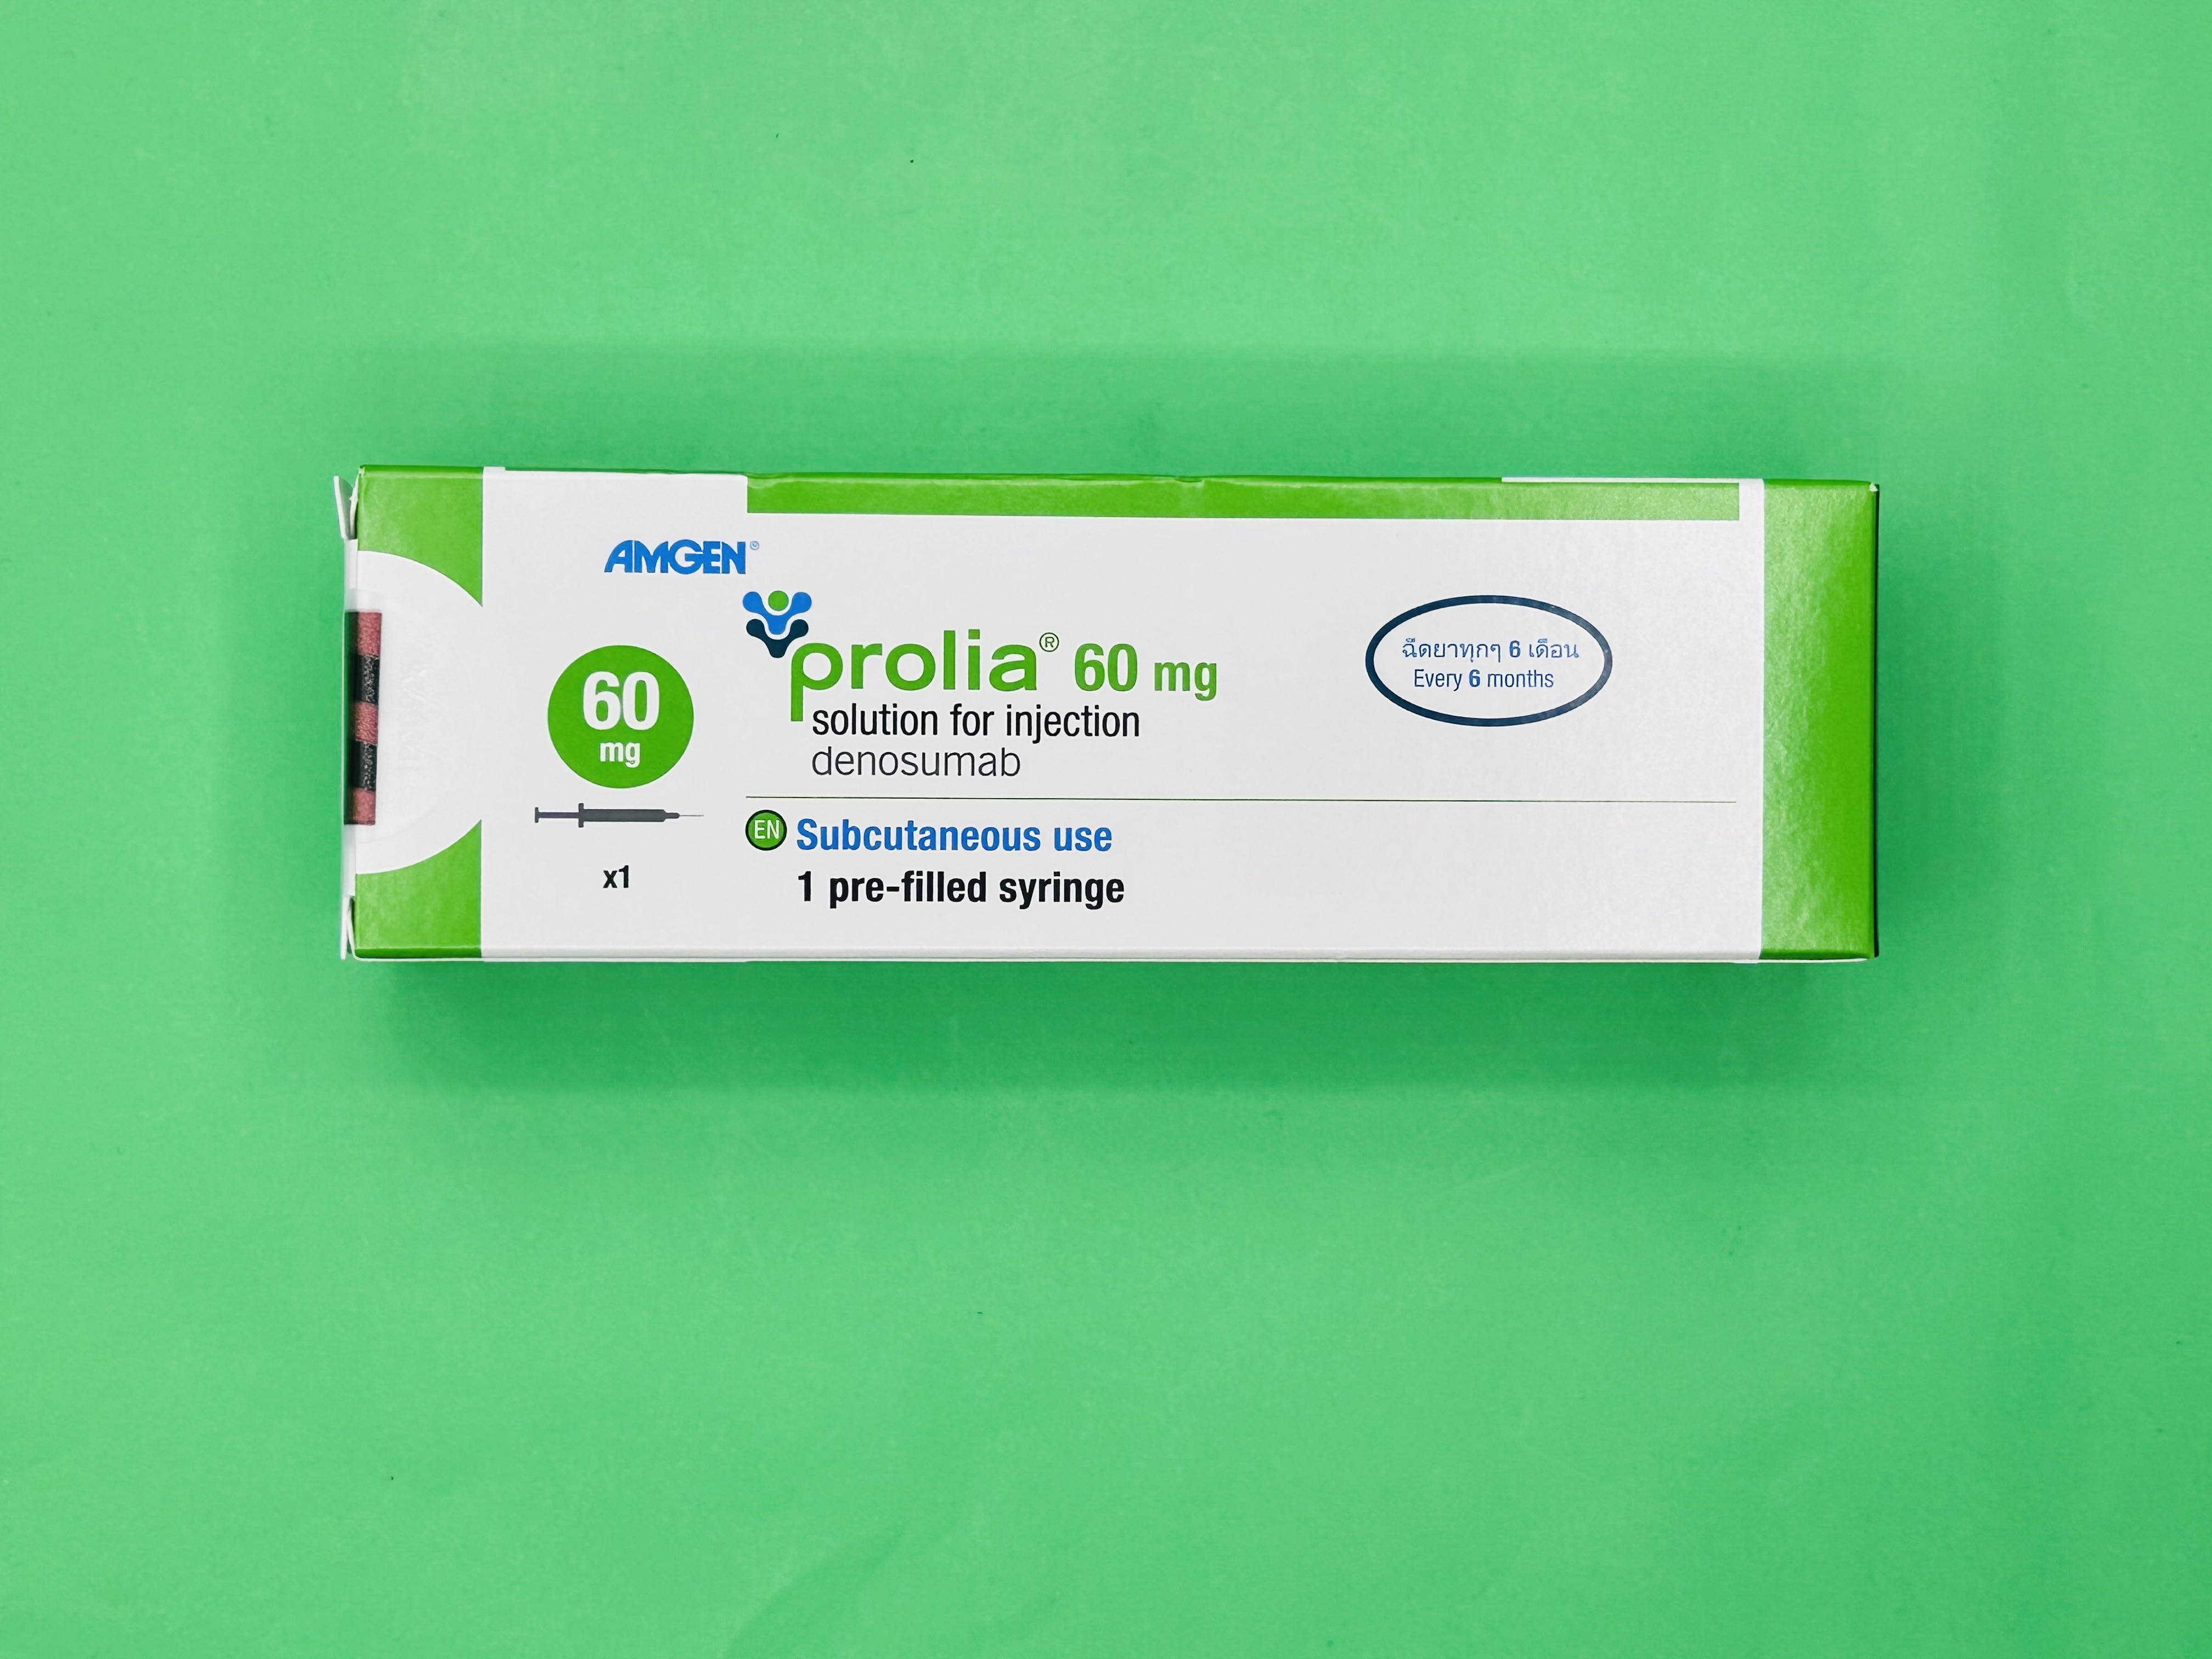 AMGEN®
prolia® 60 mg
solution for injection
denosumab
60
mg
x1
ฉีดยาทุกๆ 6 เดือน
Every 6 months
EN Subcutaneous use
1 pre-filled syringe